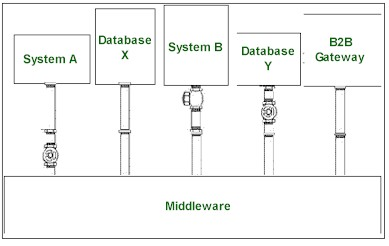 System A
Database
X
System B
Database
Y
B2B
Gateway
Middleware